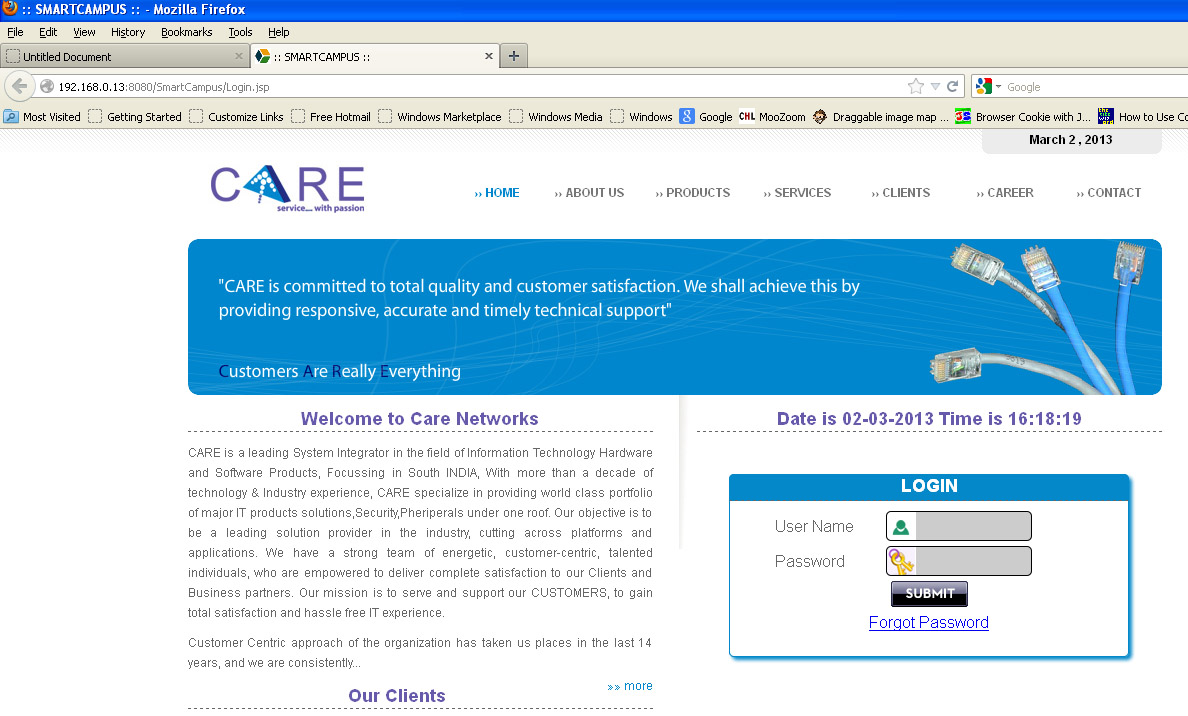 :: SMARTCAMPUS :: - Mozilla Firefox
File Edit View History Bookmarks Tools Help
Untitled Document
:: SMARTCAMPUS ::
192.168.0.13:8080/SmartCampus/Login.jsp
Google
Most Visited Getting Started Customize Links Free Hotmail Windows Marketplace Windows Media Windows Google CHL MooZoom Draggable image map ... Browser Cookie with J... How to Use Co
March 2 , 2013
CARE
service.... with passion
›› HOME ›› ABOUT US ›› PRODUCTS ›› SERVICES ›› CLIENTS ›› CAREER ›› CONTACT
"CARE is committed to total quality and customer satisfaction. We shall achieve this by
providing responsive, accurate and timely technical support"
Customers Are Really Everything
Welcome to Care Networks
CARE is a leading System Integrator in the field of Information Technology Hardware
and Software Products, Focussing in South INDIA, With more than a decade of
technology & Industry experience, CARE specialize in providing world class portfolio
of major IT products solutions,Security,Pheriperals under one roof. Our objective is to
be a leading solution provider in the industry, cutting across platforms and
applications. We have a strong team of energetic, customer-centric, talented
individuals, who are empowered to deliver complete satisfaction to our Clients and
Business partners. Our mission is to serve and support our CUSTOMERS, to gain
total satisfaction and hassle free IT experience.
Customer Centric approach of the organization has taken us places in the last 14
years, and we are consistently...
»» more
Our Clients
Date is 02-03-2013 Time is 16:18:19
LOGIN
User Name
Password
SUBMIT
Forgot Password